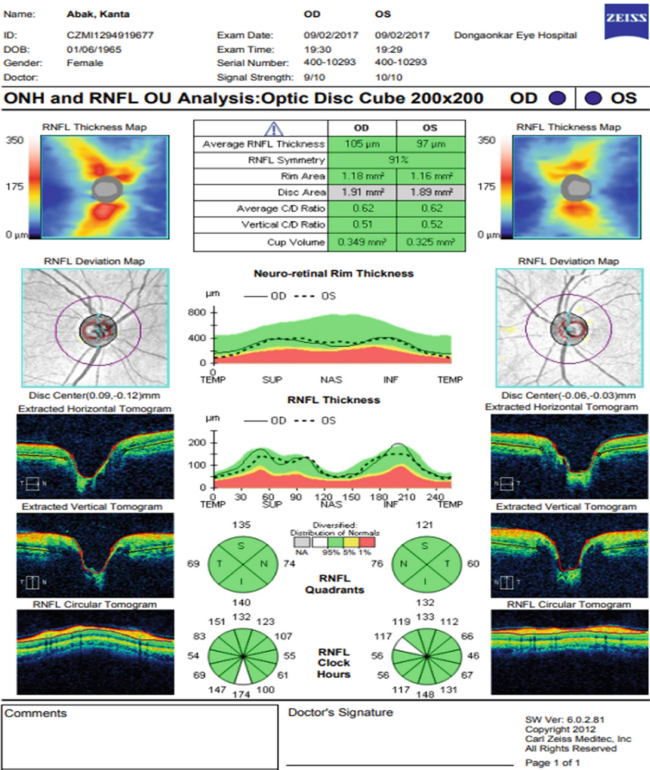 Name: Abak, Kanta OD OS ZEISS
ID: CZMI1294919677 Exam Date: 09/02/2017 09/02/2017 Dongaonkar Eye Hospital
DOB: 01/06/1965 Exam Time: 19:30 19:29
Gender: Female Serial Number: 400-10293 400-10293
Doctor: Signal Strength: 9/10 10/10
ONH and RNFL OU Analysis:Optic Disc Cube 200x200 OD OS
RNFL Thickness Map
350
175
0 µm
OD OS
Average RNFL Thickness 105 µm 97 µm
RNFL Symmetry 91%
Rim Area 1.18 mm² 1.16 mm²
Disc Area 1.91 mm² 1.89 mm²
Average C/D Ratio 0.62 0.62
Vertical C/D Ratio 0.51 0.52
Cup Volume 0.349 mm³ 0.325 mm³
RNFL Thickness Map
350
175
0 µm
RNFL Deviation Map
Disc Center(0.09,-0.12)mm
Neuro-retinal Rim Thickness
µm OD OS
800
400
0
0
TEMP SUP NAS INF TEMP
RNFL Deviation Map
Disc Center(-0.06,-0.03)mm
Extracted Horizontal Tomogram
T N
RNFL Thickness
µm OD OS
200
100
0
0 30 60 90 120 150 180 210 240
TEMP SUP NAS INF TEMP
Extracted Horizontal Tomogram
N T
Extracted Vertical Tomogram
T N
Extracted Vertical Tomogram
N T
135
S
69 T N 74
I
140
Diversified:
Distribution of Normals
NA 95% 5% 1%
RNFL
Quadrants
121
S
76 N T 60
I
132
RNFL Circular Tomogram
132
151 123
83 107
54 55
69 61
147 100
174
RNFL
Clock
Hours
133
119 112
117 66
56 46
56 67
117 131
148
RNFL Circular Tomogram
Comments
Doctor's Signature
SW Ver: 6.0.2.81
Copyright 2012
Carl Zeiss Meditec, Inc
All Rights Reserved
Page 1 of 1